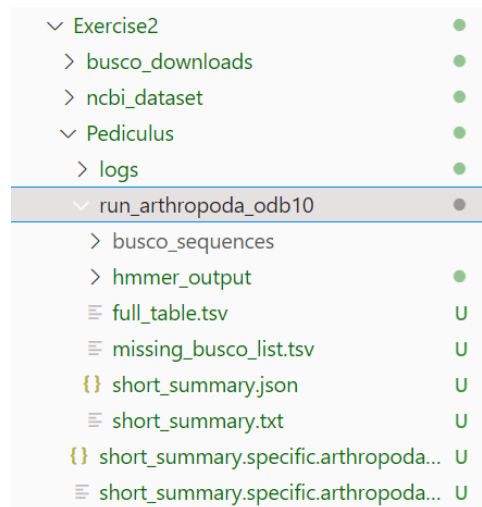 Exercise2
busco_downloads
ncbi_dataset
Pediculus
logs
run_arthropoda_odb10
busco_sequences
hmmer_output
full_table.tsv U
missing_busco_list.tsv U
{} short_summary.json U
short_summary.txt U
{} short_summary.specific.arthropoda... U
short_summary.specific.arthropoda... U